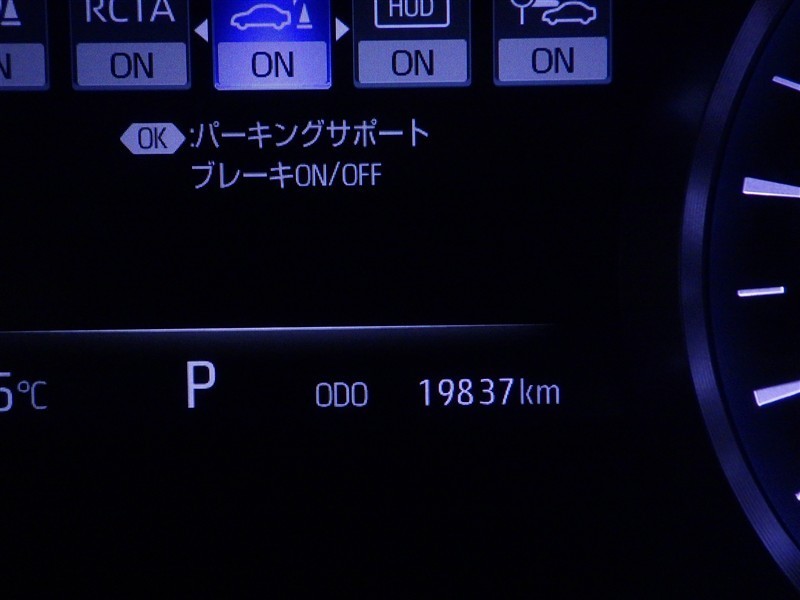 RCTA HUD
N ON ON ON ON
OK :パーキングサポート
ブレーキON/OFF
5℃ P ODO 19837km